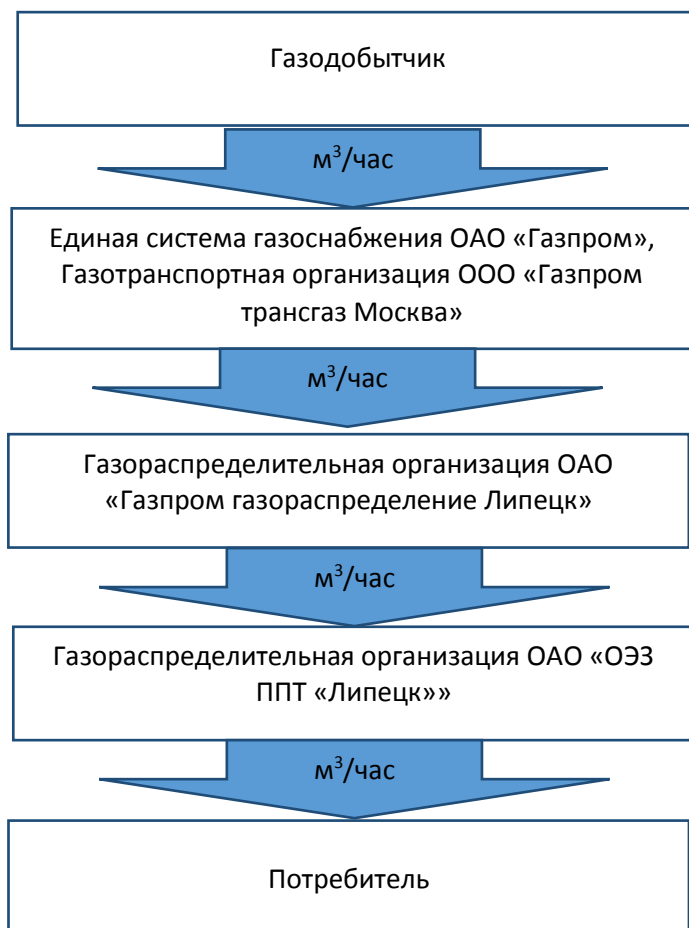 Газодобытчик
м³/час
Единая система газоснабжения ОАО «Газпром»,
Газотранспортная организация ООО «Газпром
трансгаз Москва»
м³/час
Газораспределительная организация ОАО
«Газпром газораспределение Липецк»
м³/час
Газораспределительная организация ОАО «ОЭЗ
ППТ «Липецк»»
м³/час
Потребитель